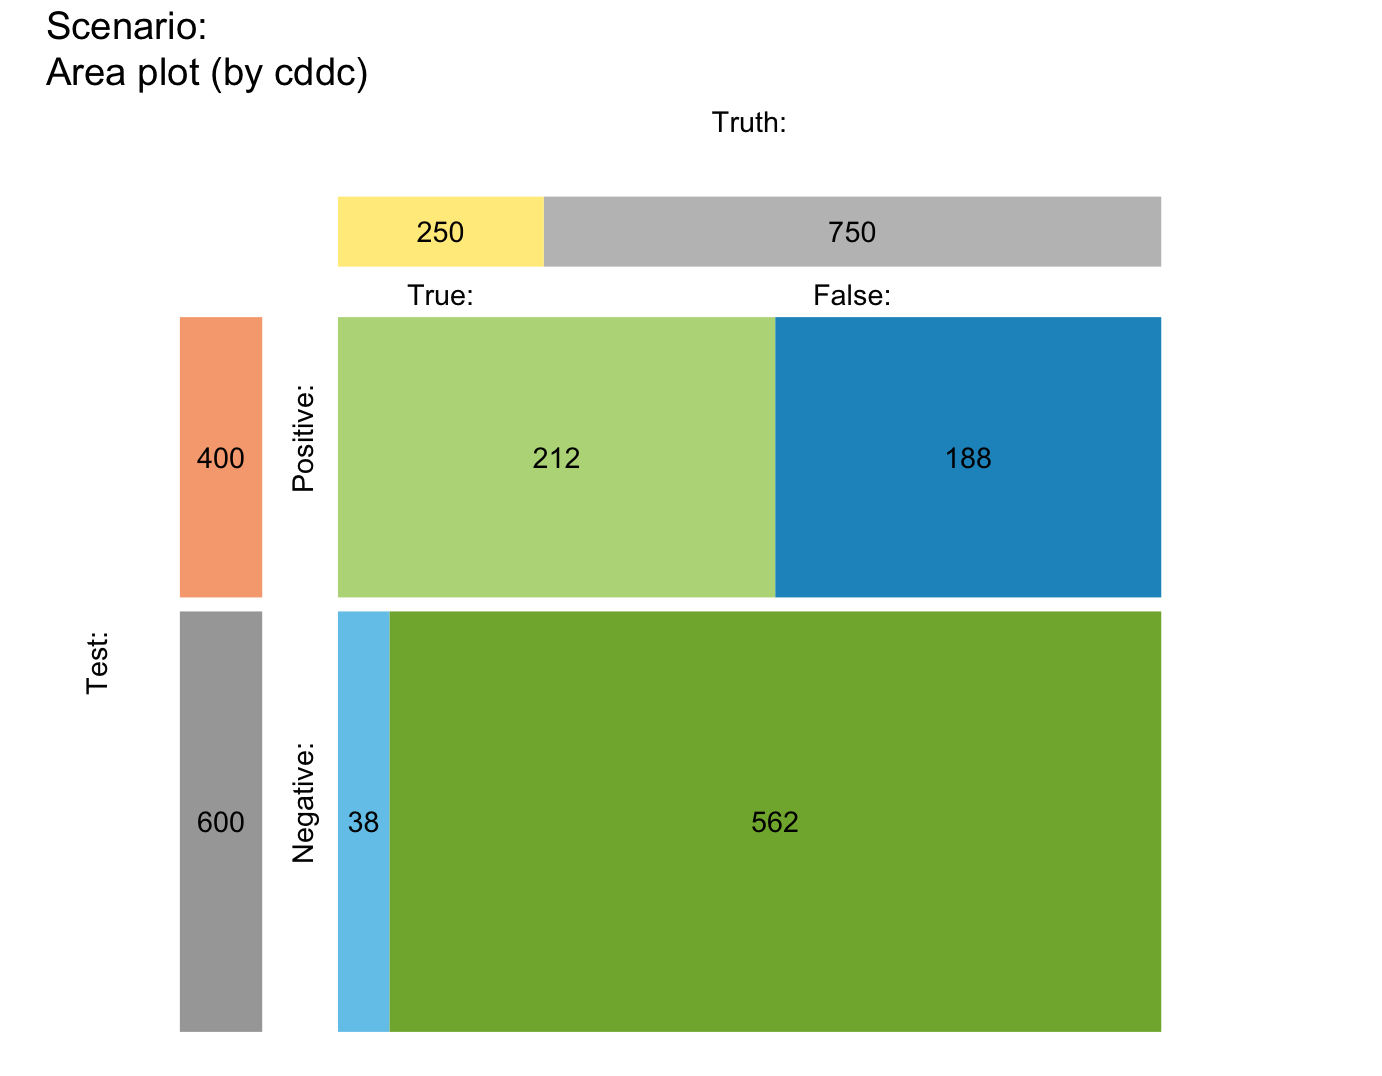 Scenario:
Area plot (by cddc)
Truth:
250
750
True:
False:
400
Positive:
212
188
Test:
600
Negative:
38
562